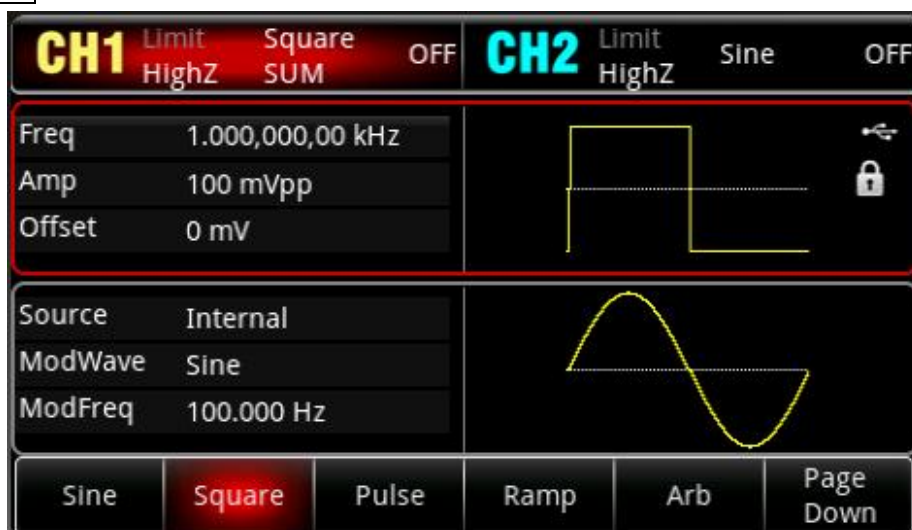 CH1 Limit Square OFF CH2 Limit Sine OFF
HighZ SUM HighZ
Freq 1.000,000,00 kHz
Amp 100 mVpp
Offset 0 mV
Source Internal
ModWave Sine
ModFreq 100.000 Hz
Sine Square Pulse Ramp Arb Page Down